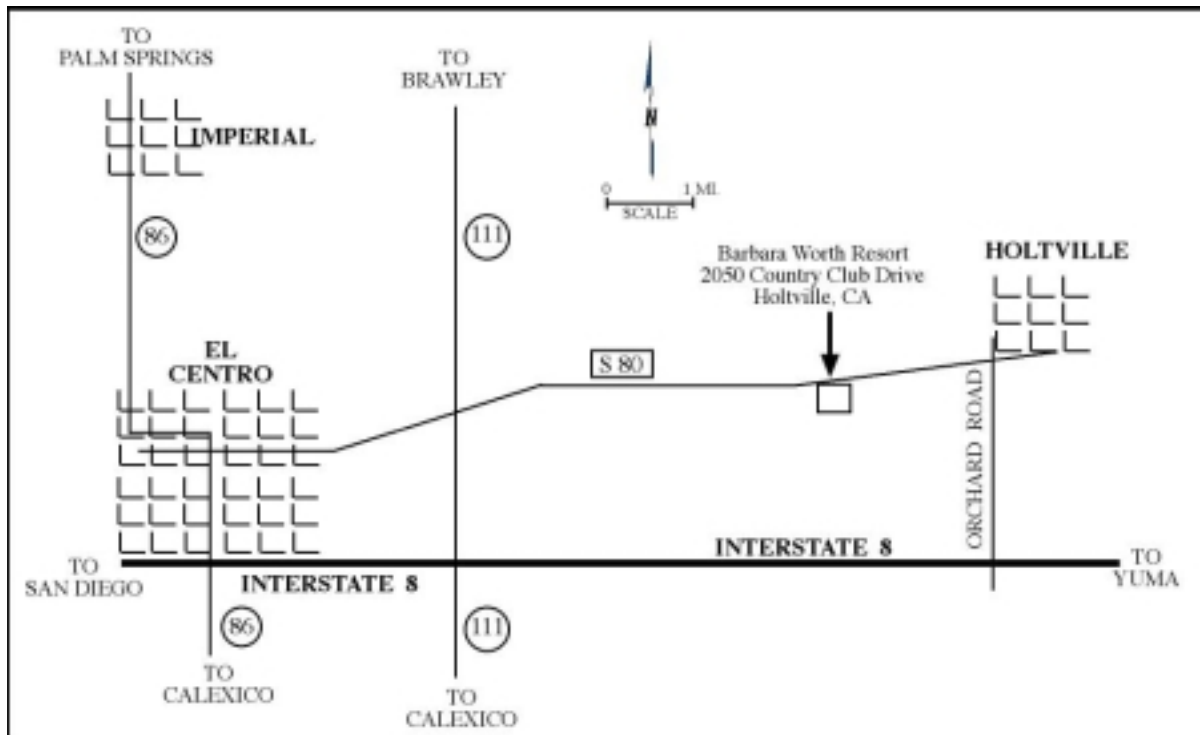 TO
PALM SPRINGS
TO
BRAWLEY
N
IMPERIAL
0 1 MI.
SCALE
86
111
Barbara Worth Resort
2050 Country Club Drive
Holtville, CA
HOLTVILLE
EL
CENTRO
S 80
ORCHARD ROAD
INTERSTATE 8
TO
SAN DIEGO
INTERSTATE 8
TO
YUMA
86
111
TO
CALEXICO
TO
CALEXICO